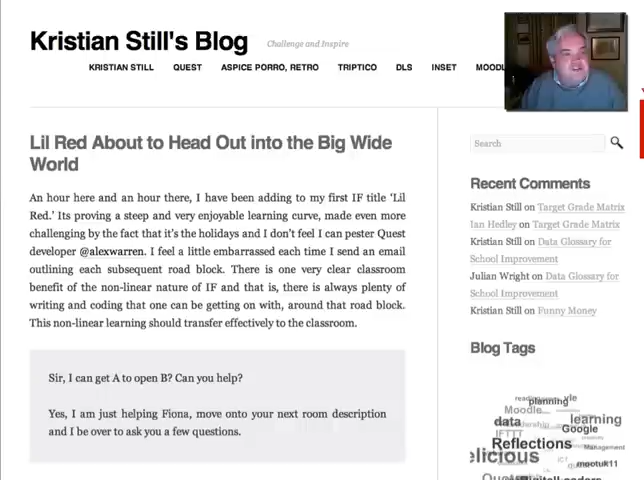 Kristian Still's Blog
Challenge and Inspire
KRISTIAN STILL QUEST ASPICE PORRO, RETRO TRIPTICO DLS INSET MOODL
Lil Red About to Head Out into the Big Wide
World
An hour here and an hour there, I have been adding to my first IF title ‘Lil
Red.’ Its proving a steep and very enjoyable learning curve, made even more
challenging by the fact that it’s the holidays and I don’t feel I can pester Quest
developer @alexwarren. I feel a little embarrassed each time I send an email
outlining each subsequent road block. There is one very clear classroom
benefit of the non-linear nature of IF and that is, there is always plenty of
writing and coding that one can be getting on with, around that road block.
This non-linear learning should transfer effectively to the classroom.
Sir, I can get A to open B? Can you help?
Yes, I am just helping Fiona, move onto your next room description
and I be over to ask you a few questions.
Search
Recent Comments
Kristian Still on Target Grade Matrix
Ian Hedley on Target Grade Matrix
Kristian Still on Data Glossary for
School Improvement
Julian Wright on Data Glossary for
School Improvement
Kristian Still on Funny Money
Blog Tags
planning vle
Moodle
data learning
IFTTT Google
Reflections Management
elicious mootuk11